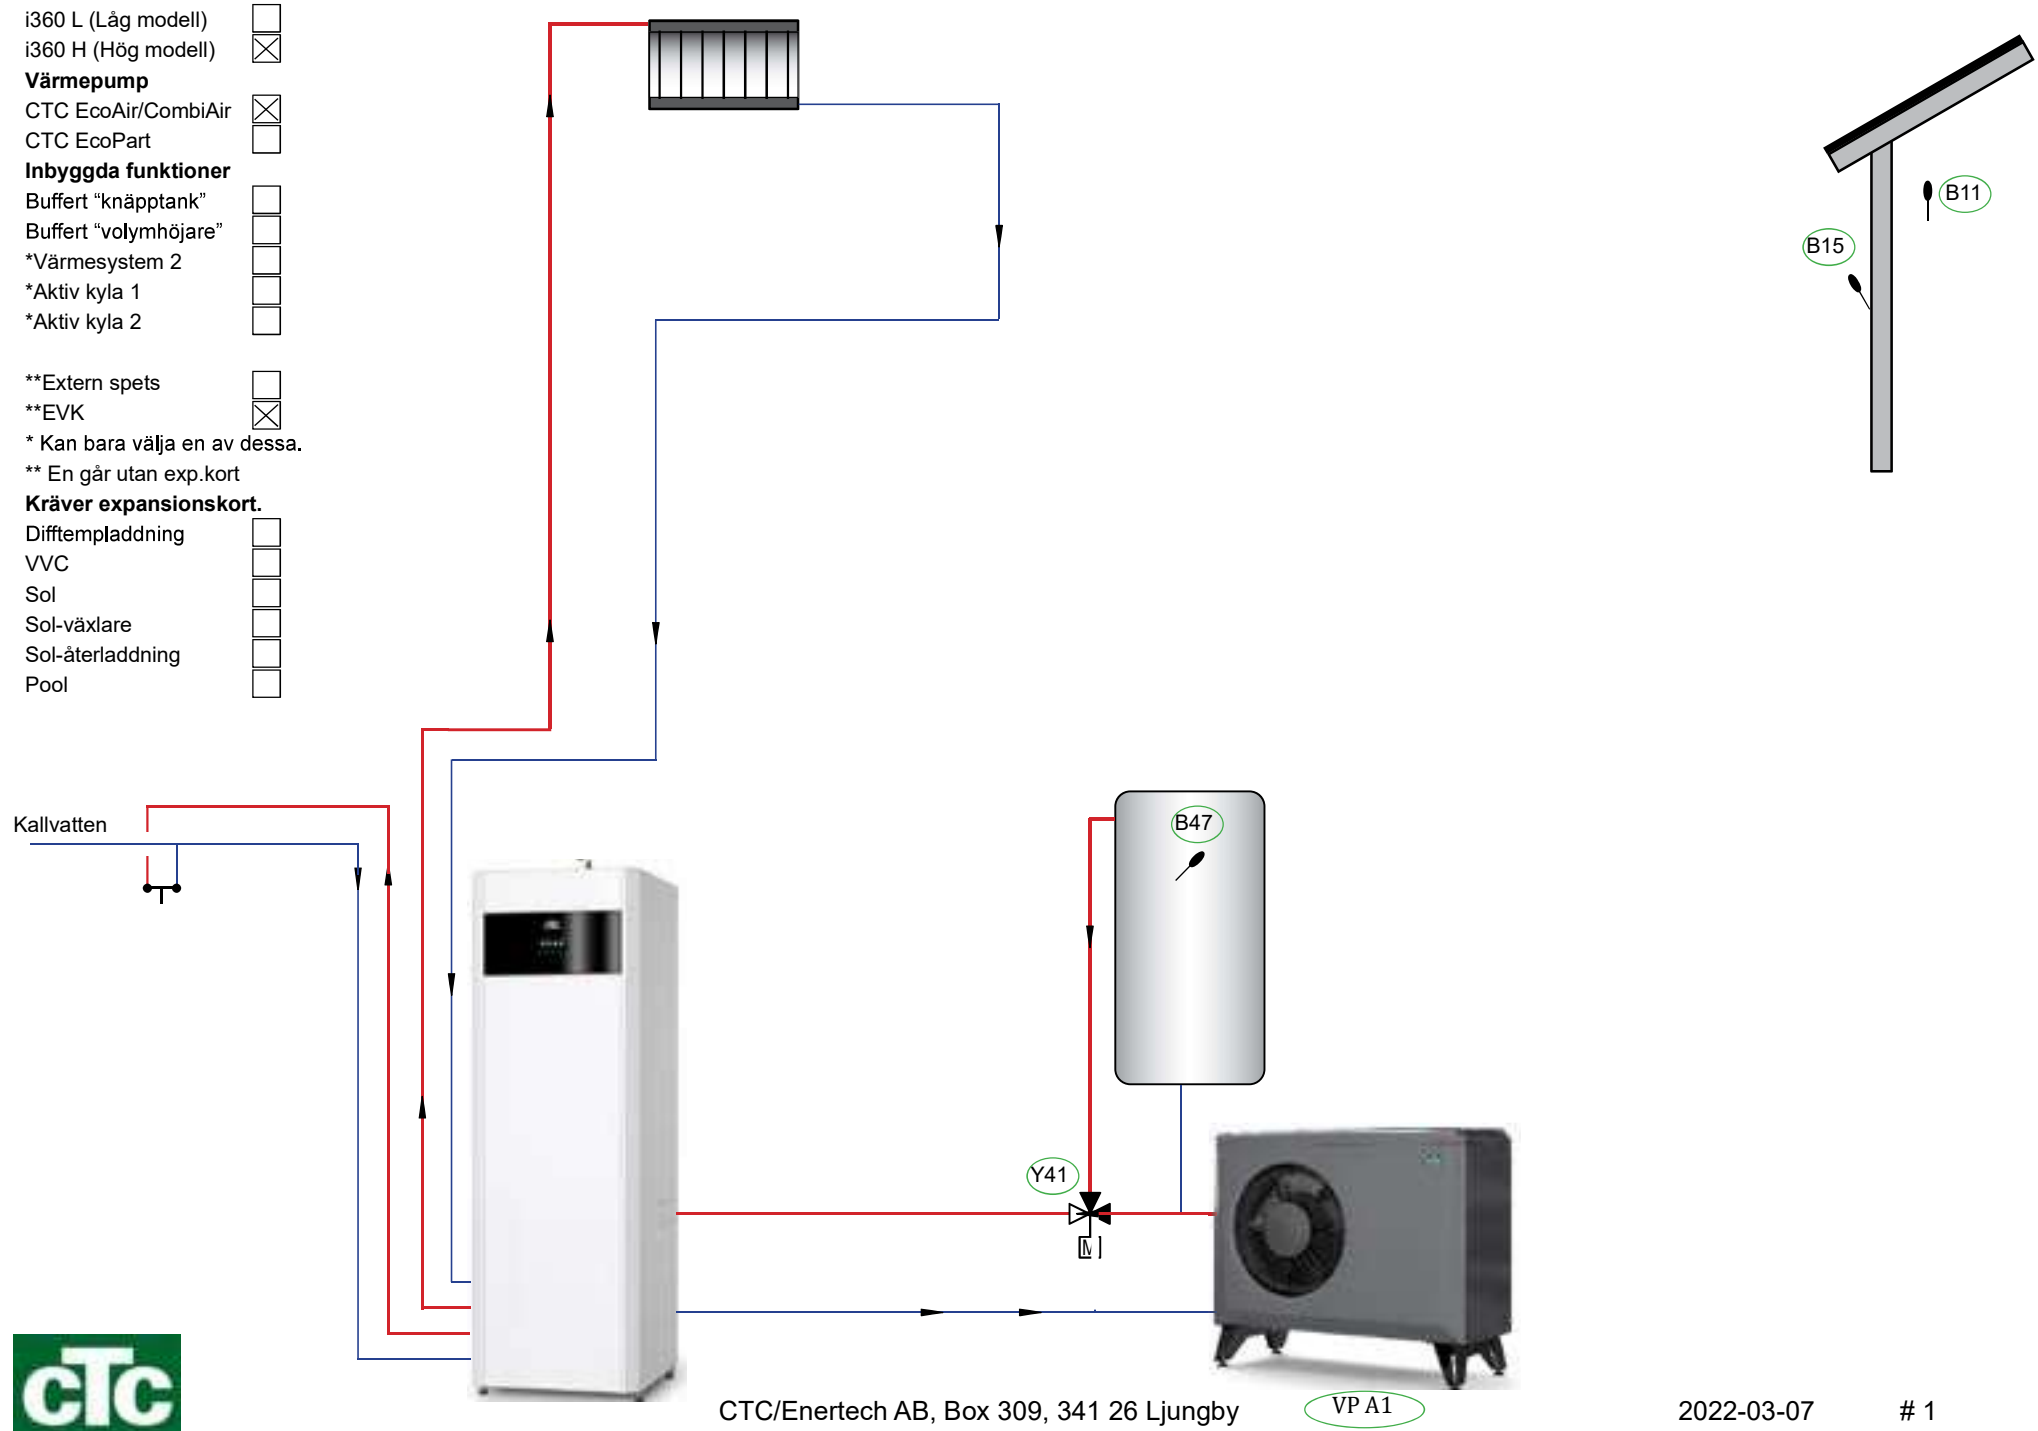 i360 L (Låg modell)
i360 H (Hög modell)
Värmepump
CTC EcoAir/CombiAir
CTC EcoPart
Inbyggda funktioner
Buffert “knäpptank”
Buffert “volymhöjare”
*Värmesystem 2
*Aktiv kyla 1
*Aktiv kyla 2
**Extern spets
**EVK
* Kan bara välja en av dessa.
** En går utan exp.kort
Kräver expansionskort.
Difftempladdning
VVC
Sol
Sol-växlare
Sol-återladdning
Pool
B11
B15
Kallvatten
B47
Y41
M
cTc
CTC/Enertech AB, Box 309, 341 26 Ljungby
VP A1
2022-03-07
# 1